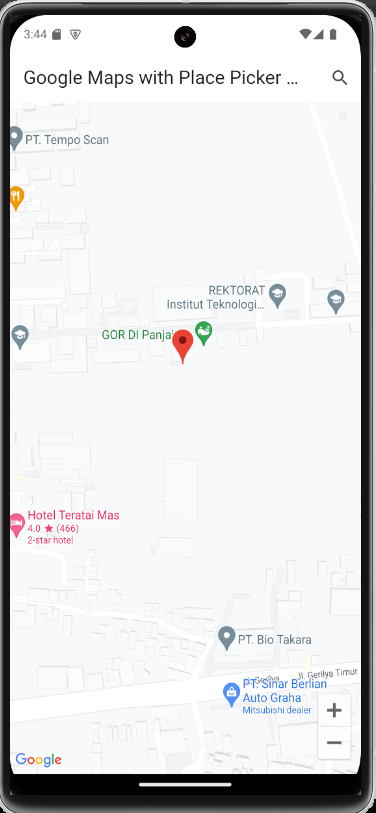 3:44
Google Maps with Place Picker ...
PT. Tempo Scan
REKTORAT
Institut Teknologi...
GOR DI Panjai
Hotel Teratai Mas
4.0 ★ (466)
2-star hotel
PT. Bio Takara
Jl. Gerilya Timur
PT. Sinar Berlian
Auto Graha
Mitsubishi dealer
+
−
Google